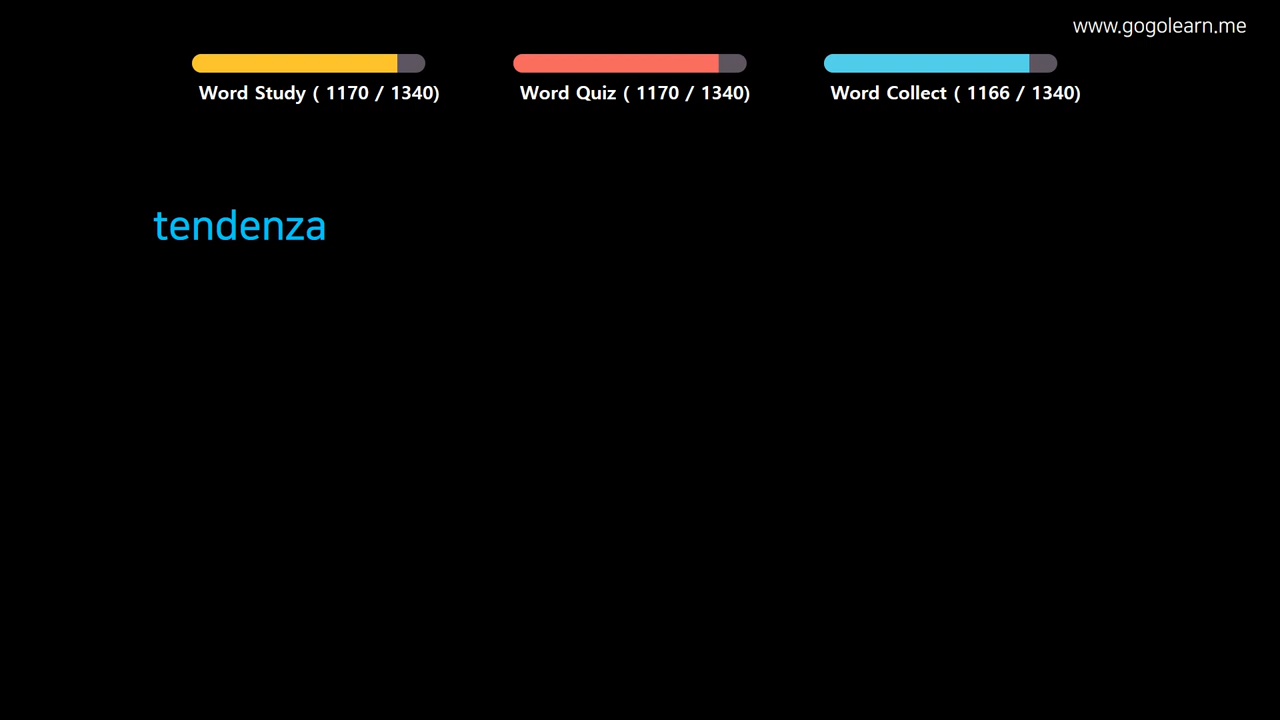 www.gogolearn.me
Word Study ( 1170 / 1340)
Word Quiz ( 1170 / 1340)
Word Collect ( 1166 / 1340)
tendenza